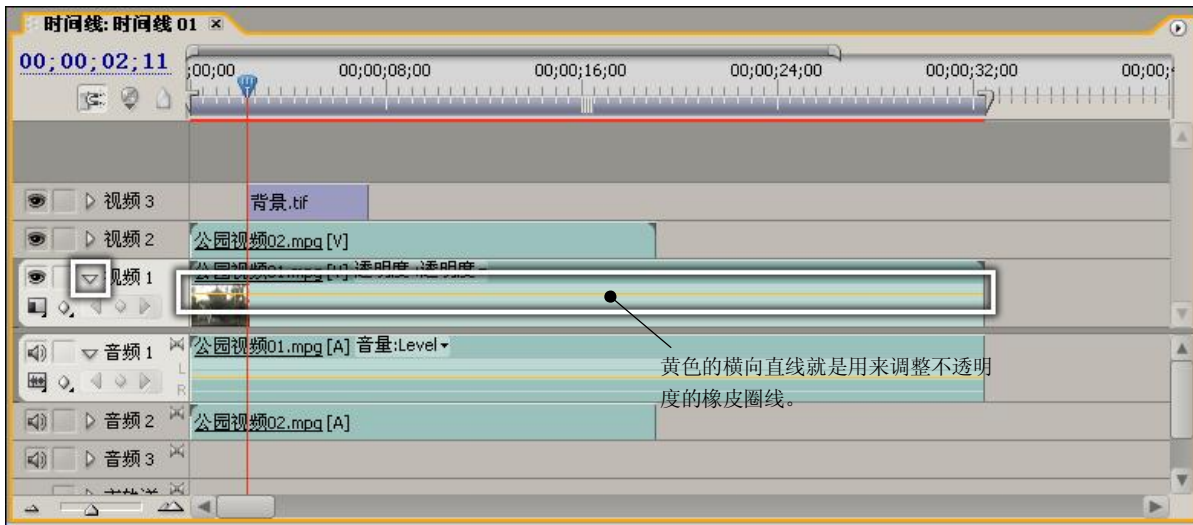 时间线: 时间线 01
00;00;02;11
;00;00 00;00;08;00 00;00;16;00 00;00;24;00 00;00;32;00 00;00;
视频 3
背景.tif
视频 2
公园视频02.mpg [V]
视频 1
公园视频01.mpg [V] 透明度:透明度
音频 1
公园视频01.mpg [A] 音量:Level
L
R
黄色的横向直线就是用来调整不透明
度的橡皮圈线。
音频 2
公园视频02.mpg [A]
音频 3